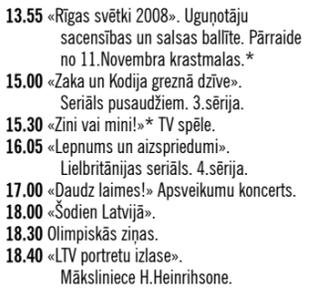 13.55 «Rīgas svētki 2008». Uguņotāju
sacensības un salsas ballīte. Pārraide
no 11.Novembra krastmalas.*
15.00 «Zaka un Kodija greznā dzīve».
Seriāls pusaudžiem. 3.sērija.
15.30 «Zini vai mini!»* TV spēle.
16.05 «Lepnums un aizspriedumi».
Lielbritānijas seriāls. 4.sērija.
17.00 «Daudz laimes!» Apsveikumu koncerts.
18.00 «Šodien Latvijā».
18.30 Olimpiskās ziņas.
18.40 «LTV portretu izlase».
Māksliniece H.Heinrihsone.